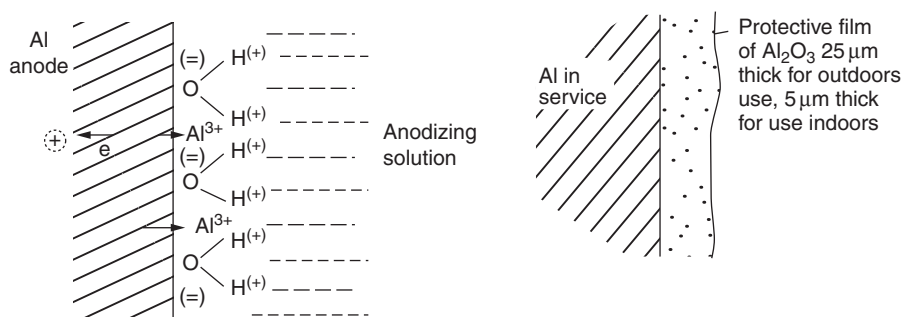 Al
anode
(=)
H(+)
O
H(+)
+
e
Al³⁺
(=)
H(+)
O
H(+)
Al³⁺
H(+)
O
H(+)
(=)
Anodizing
solution
Al in
service
Protective film
of Al₂O₃ 25 μm
thick for outdoors
use, 5 μm thick
for use indoors